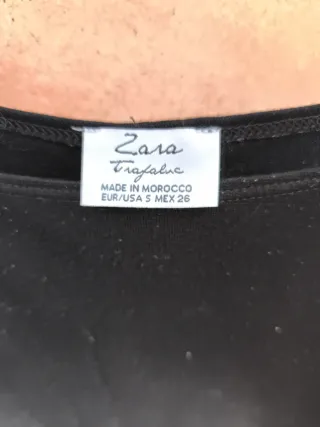 Zara
Trafaluc
MADE IN MOROCCO
EUR/USA S MEX 26